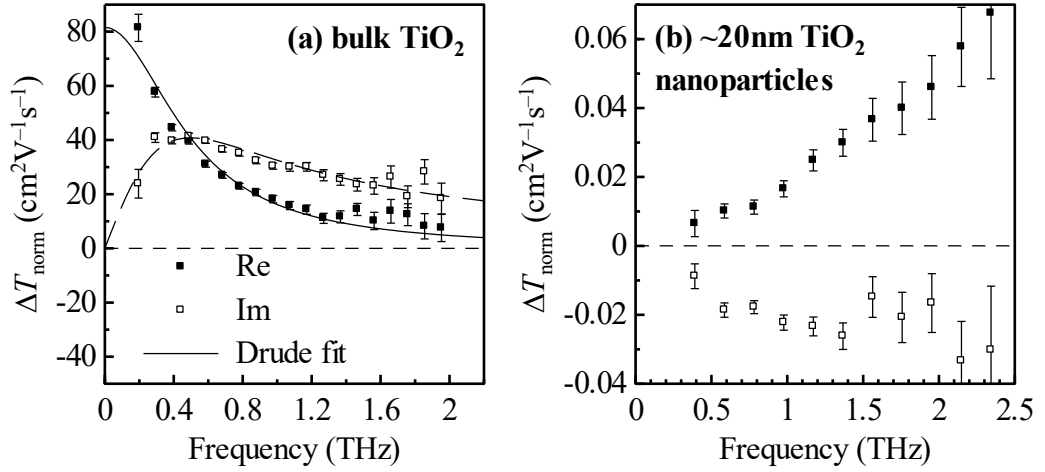 (a) bulk TiO₂
ΔT_norm (cm²V⁻¹s⁻¹)
80
60
40
20
0
-20
-40
0
0.4
0.8
1.2
1.6
2
Frequency (THz)
Re
Im
Drude fit
(b) ~20nm TiO₂
nanoparticles
ΔT_norm (cm²V⁻¹s⁻¹)
0.06
0.04
0.02
0
-0.02
-0.04
0
0.5
1
1.5
2
2.5
Frequency (THz)